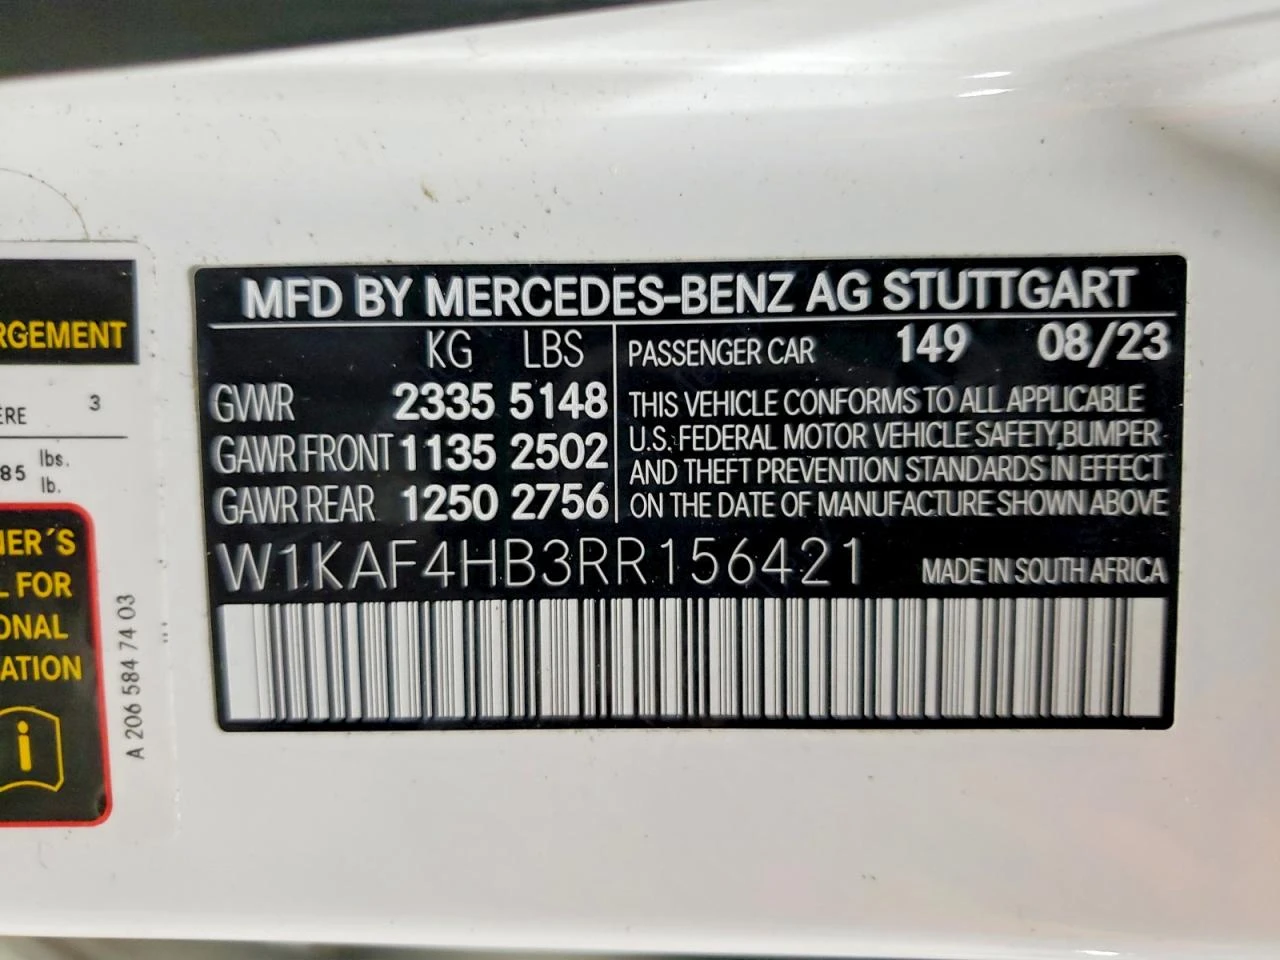 MFD BY MERCEDES-BENZ AG STUTTGART
KG LBS
GVWR 2335 5148
GAWR FRONT 1135 2502
GAWR REAR 1250 2756
PASSENGER CAR 149 08/23
THIS VEHICLE CONFORMS TO ALL APPLICABLE
U.S. FEDERAL MOTOR VEHICLE SAFETY, BUMPER
AND THEFT PREVENTION STANDARDS IN EFFECT
ON THE DATE OF MANUFACTURE SHOWN ABOVE
W1KAF4HB3RR156421 MADE IN SOUTH AFRICA
RGEMENT
ÈRE 3
85 lbs.
lb.
NER´S
L FOR
ONAL
ATION
i
A 206 584 74 03